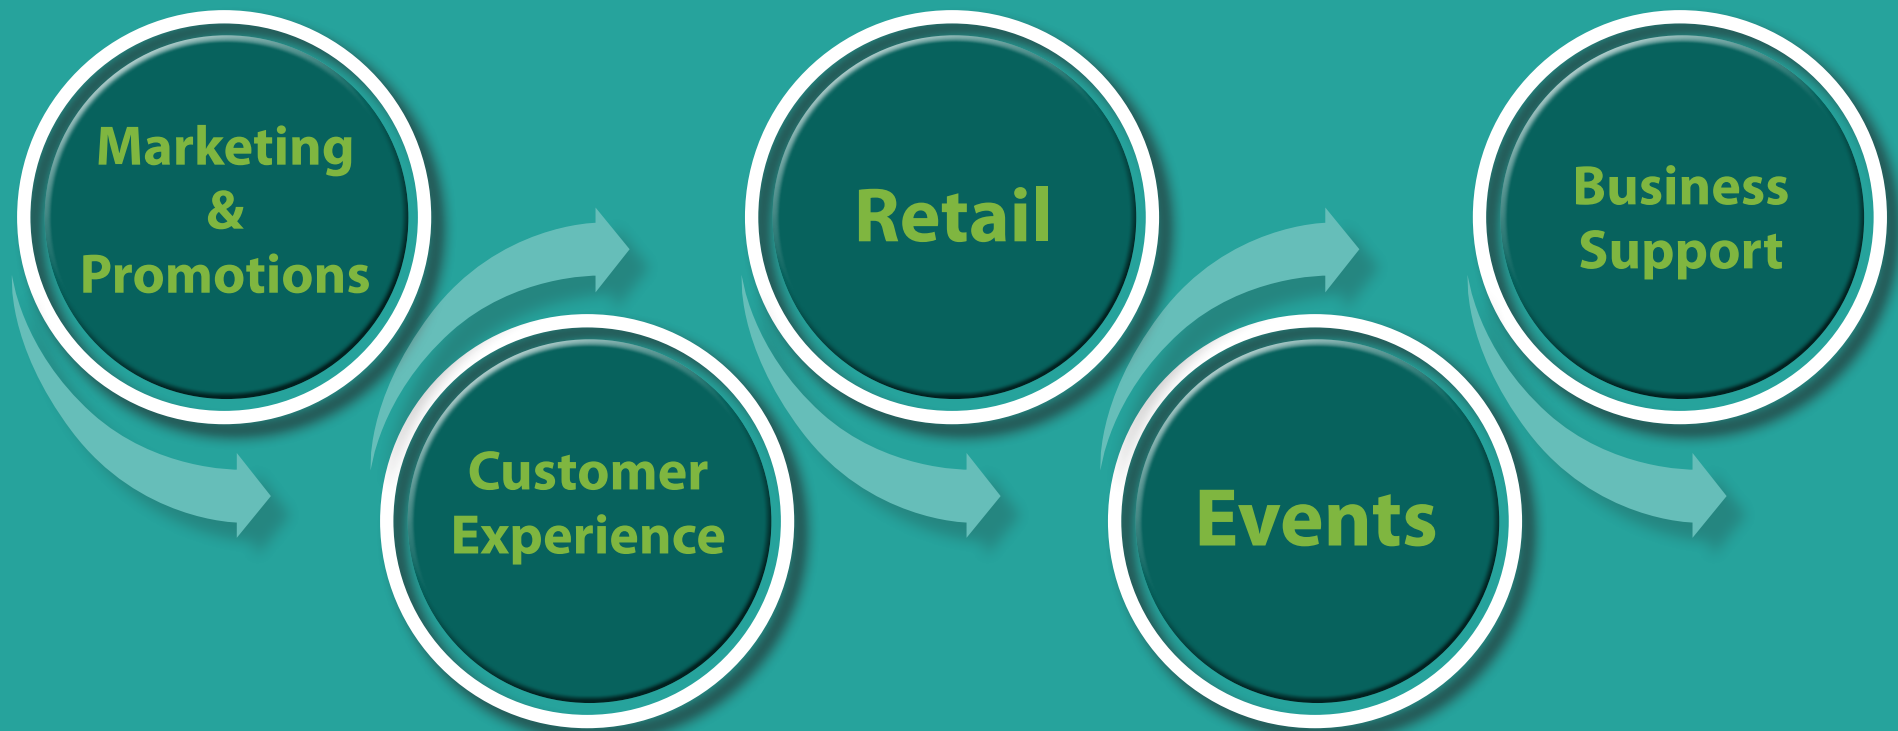 Marketing
&
Promotions
Customer
Experience
Retail
Events
Business
Support